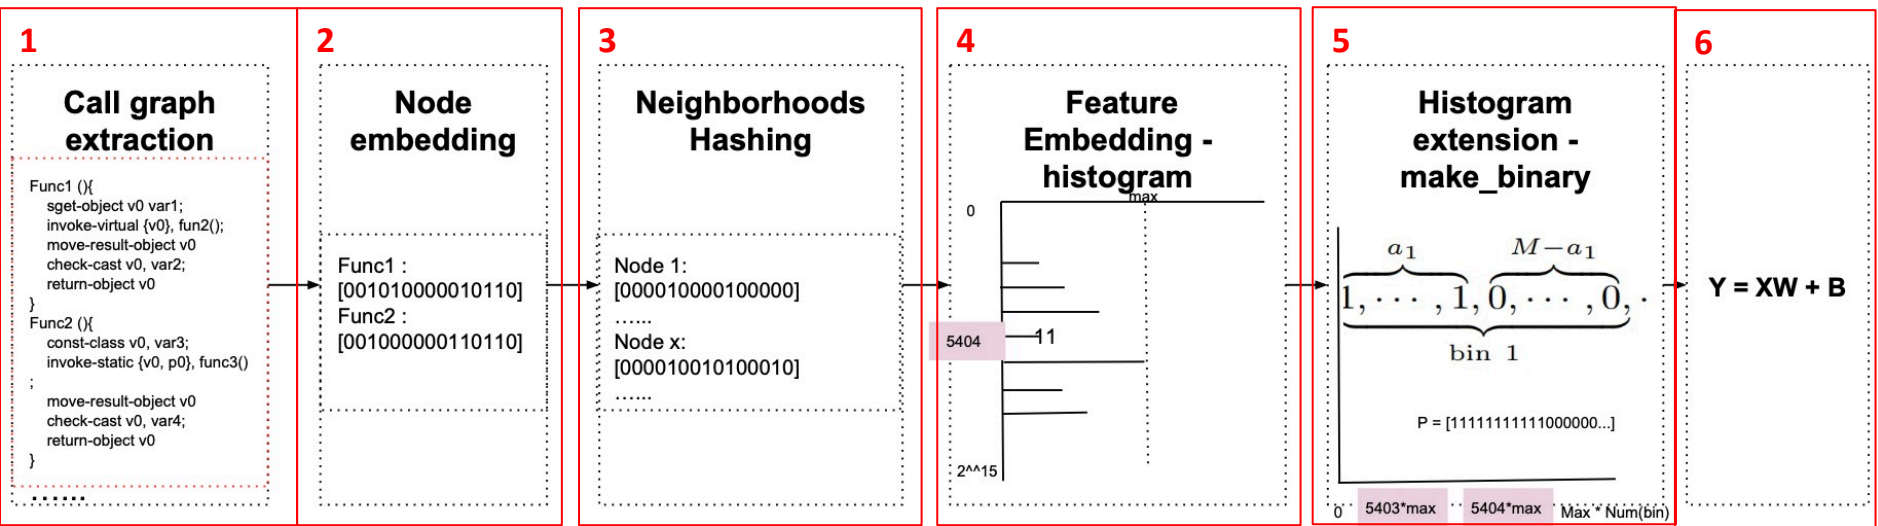 1
Call graph
extraction
Func1 (){
sget-object v0 var1;
invoke-virtual {v0}, fun2();
move-result-object v0
check-cast v0, var2;
return-object v0
}
Func2 (){
const-class v0, var3;
invoke-static {v0, p0}, func3()
;
move-result-object v0
check-cast v0, var4;
return-object v0
}
......
2
Node
embedding
Func1 :
[001010000010110]
Func2 :
[001000000110110]
3
Neighborhoods
Hashing
Node 1:
[000010000100000]
......
Node x:
[000010010100010]
......
4
Feature
Embedding -
histogram
max
0
5404
11
2^^15
5
Histogram
extension -
make_binary
a₁ M−a₁
1, ⋯ , 1, 0, ⋯ , 0, ·
bin 1
P = [11111111111000000...]
0 5403*max 5404*max Max * Num(bin)
6
Y = XW + B